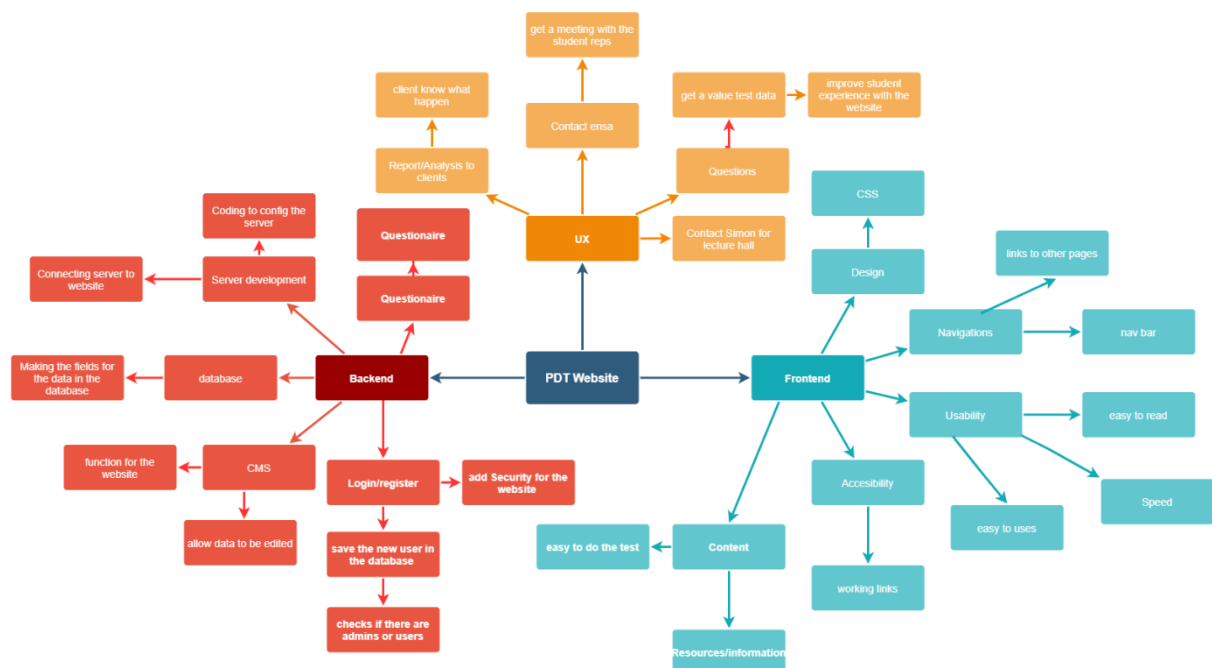 get a meeting with the
student reps
client know what
happen
get a value test data
improve student
experience with the
website
Contact ensa
Report/Analysis to
clients
Questions
CSS
Coding to config the
server
Questionaire
UX
Contact Simon for
lecture hall
links to other pages
Connecting server to
website
Server development
Questionaire
Design
Navigations
nav bar
Making the fields for
the data in the
database
database
Backend
PDT Website
Frontend
Usability
easy to read
function for the
website
CMS
Login/register
add Security for the
website
Accesibility
Speed
allow data to be edited
save the new user in
the database
easy to do the test
Content
easy to uses
working links
checks if there are
admins or users
Resources/information